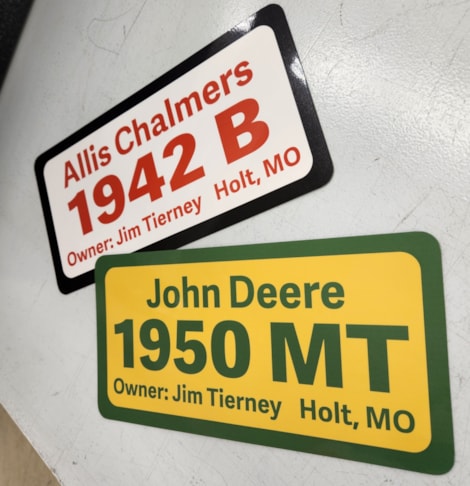 Allis Chalmers
1942 B
Owner: Jim Tierney Holt, MO
John Deere
1950 MT
Owner: Jim Tierney Holt, MO